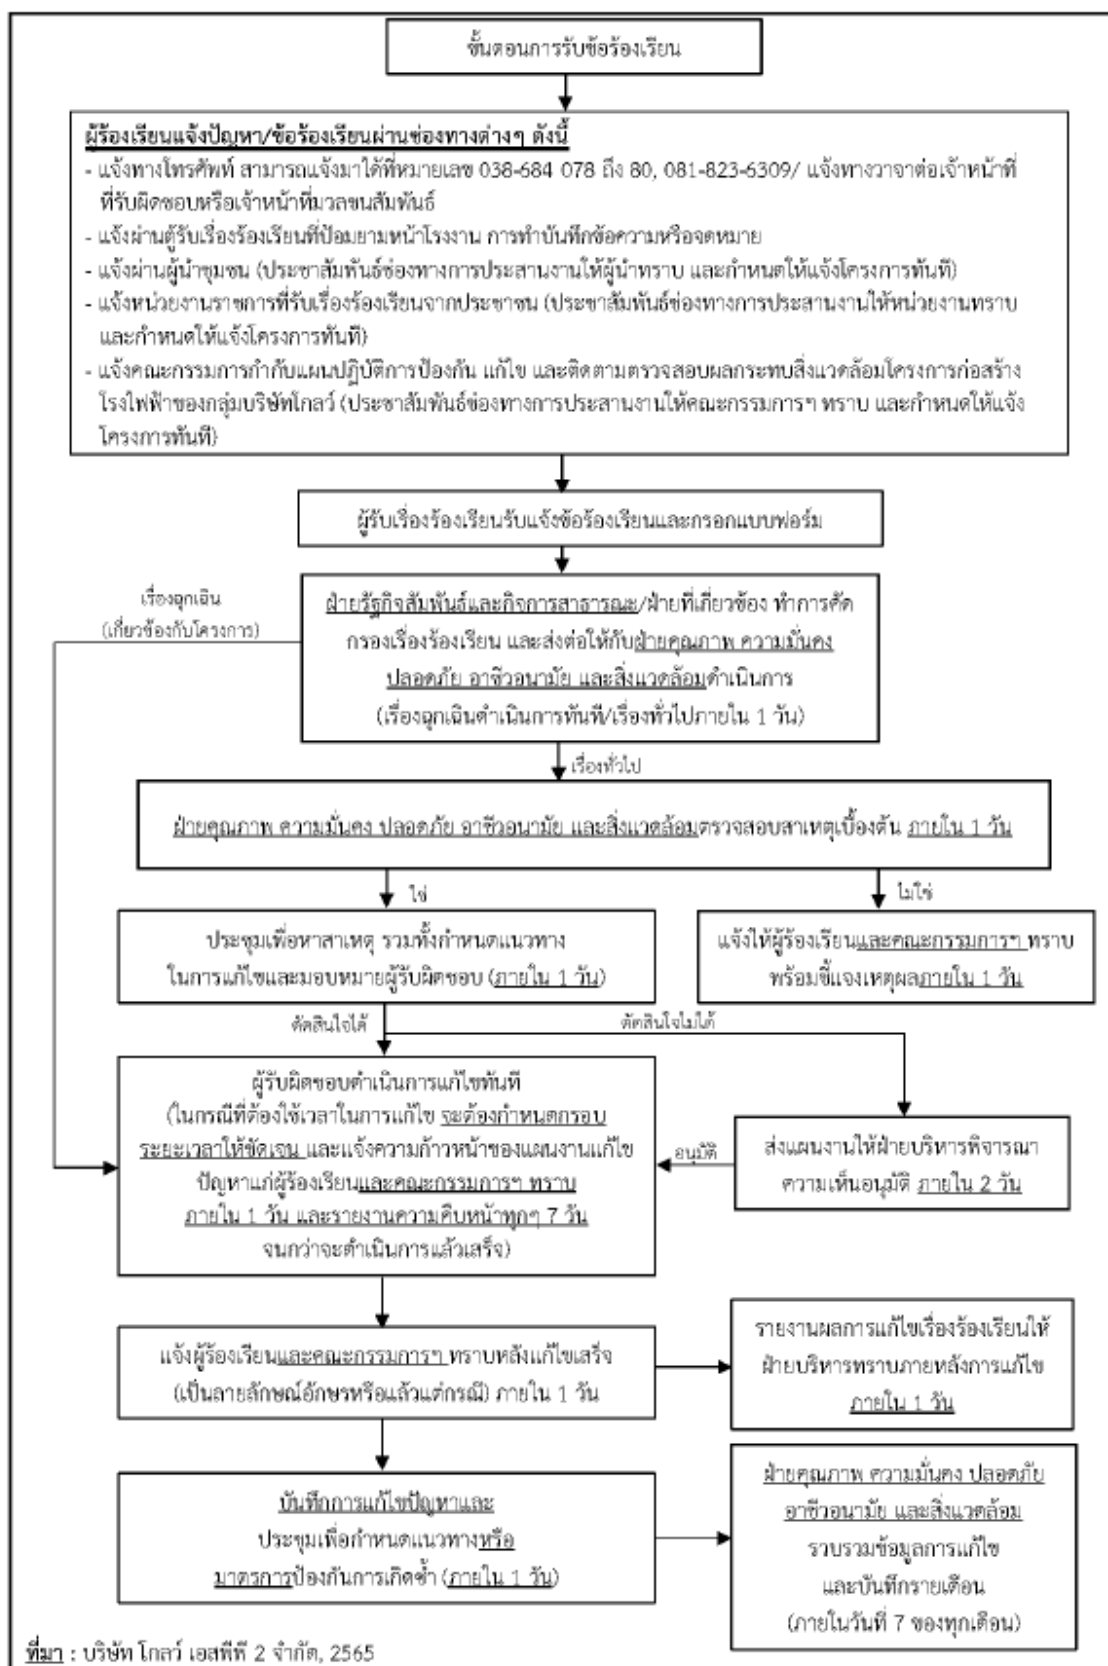 ขั้นตอนการรับข้อร้องเรียน
ผู้ร้องเรียนแจ้งปัญหา/ข้อร้องเรียนผ่านช่องทางต่างๆ ดังนี้
- แจ้งทางโทรศัพท์ สามารถแจ้งมาได้ที่หมายเลข 038-684 078 ถึง 80, 081-823-6309/ แจ้งทางวาจาต่อเจ้าหน้าที่
ที่รับผิดชอบหรือเจ้าหน้าที่มวลชนสัมพันธ์
- แจ้งผ่านตู้รับเรื่องร้องเรียนที่ป้อมยามหน้าโรงงาน การทำบันทึกข้อความหรือจดหมาย
- แจ้งผ่านผู้นำชุมชน (ประชาสัมพันธ์ช่องทางการประสานงานให้ผู้นำทราบ และกำหนดให้แจ้งโครงการทันที)
- แจ้งหน่วยงานราชการที่รับเรื่องร้องเรียนจากประชาชน (ประชาสัมพันธ์ช่องทางการประสานงานให้หน่วยงานทราบ
และกำหนดให้แจ้งโครงการทันที)
- แจ้งคณะกรรมการกำกับแผนปฏิบัติการป้องกัน แก้ไข และติดตามตรวจสอบผลกระทบสิ่งแวดล้อมโครงการก่อสร้าง
โรงไฟฟ้าของกลุ่มบริษัทโกลว์ (ประชาสัมพันธ์ช่องทางการประสานงานให้คณะกรรมการฯ ทราบ และกำหนดให้แจ้ง
โครงการทันที)
ผู้รับเรื่องร้องเรียนรับแจ้งข้อร้องเรียนและกรอกแบบฟอร์ม
เรื่องฉุกเฉิน
(เกี่ยวข้องกับโครงการ)
ฝ่ายรัฐกิจสัมพันธ์และกิจการสาธารณะ/ฝ่ายที่เกี่ยวข้อง ทำการคัด
กรองเรื่องร้องเรียน และส่งต่อให้กับฝ่ายคุณภาพ ความมั่นคง
ปลอดภัย อาชีวอนามัย และสิ่งแวดล้อมดำเนินการ
(เรื่องฉุกเฉินดำเนินการทันที/เรื่องทั่วไปภายใน 1 วัน)
เรื่องทั่วไป
ฝ่ายคุณภาพ ความมั่นคง ปลอดภัย อาชีวอนามัย และสิ่งแวดล้อมตรวจสอบสาเหตุเบื้องต้น ภายใน 1 วัน
ใช่
ไม่ใช่
ประชุมเพื่อหาสาเหตุ รวมทั้งกำหนดแนวทาง
ในการแก้ไขและมอบหมายผู้รับผิดชอบ (ภายใน 1 วัน)
แจ้งให้ผู้ร้องเรียนและคณะกรรมการฯ ทราบ
พร้อมชี้แจงเหตุผลภายใน 1 วัน
ตัดสินใจได้
ตัดสินใจไม่ได้
ผู้รับผิดชอบดำเนินการแก้ไขทันที
(ในกรณีที่ต้องใช้เวลาในการแก้ไข จะต้องกำหนดกรอบ
ระยะเวลาให้ชัดเจน และแจ้งความก้าวหน้าของแผนงานแก้ไข
ปัญหาแก่ผู้ร้องเรียนและคณะกรรมการฯ ทราบ
ภายใน 1 วัน และรายงานความคืบหน้าทุกๆ 7 วัน
จนกว่าจะดำเนินการแล้วเสร็จ)
อนุมัติ
ส่งแผนงานให้ฝ่ายบริหารพิจารณา
ความเห็นอนุมัติ ภายใน 2 วัน
แจ้งผู้ร้องเรียนและคณะกรรมการฯ ทราบหลังแก้ไขเสร็จ
(เป็นลายลักษณ์อักษรหรือแล้วแต่กรณี) ภายใน 1 วัน
รายงานผลการแก้ไขเรื่องร้องเรียนให้
ฝ่ายบริหารทราบภายหลังการแก้ไข
ภายใน 1 วัน
บันทึกการแก้ไขปัญหาและ
ประชุมเพื่อกำหนดแนวทางหรือ
มาตรการป้องกันการเกิดซ้ำ (ภายใน 1 วัน)
ฝ่ายคุณภาพ ความมั่นคง ปลอดภัย
อาชีวอนามัย และสิ่งแวดล้อม
รวบรวมข้อมูลการแก้ไข
และบันทึกรายเดือน
(ภายในวันที่ 7 ของทุกเดือน)
ที่มา : บริษัท โกลว์ เอสพีพี 2 จำกัด, 2565